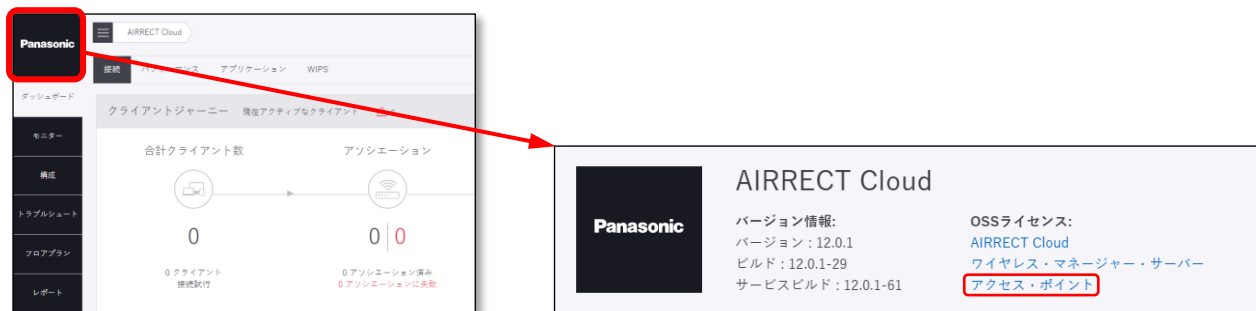 Panasonic
AIRRECT Cloud
接続 パフォーマンス アプリケーション WIPS
ダッシュボード
クライアントジャーニー 現在アクティブなクライアント
モニター
合計クライアント数 アソシエーション
構成
トラブルシュート
フロアプラン
0 0 0
レポート
0 クライアント
接続試行
0 アソシエーション済み
0 アソシエーションに失敗
Panasonic
AIRRECT Cloud
バージョン情報:
バージョン : 12.0.1
ビルド : 12.0.1-29
サービスビルド : 12.0.1-61
OSSライセンス:
AIRRECT Cloud
ワイヤレス・マネージャー・サーバー
アクセス・ポイント